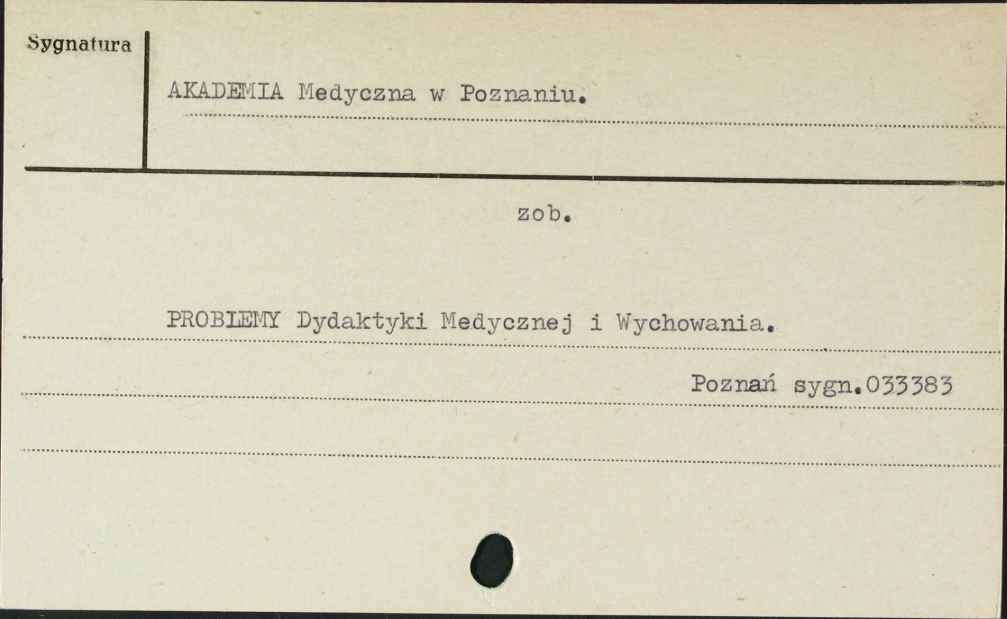 Sygnatura
AKADEMIA Medyczna w Poznaniu.
zob.
PROBLEMY Dydaktyki Medycznej i Wychowania.
Poznań sygn.033383